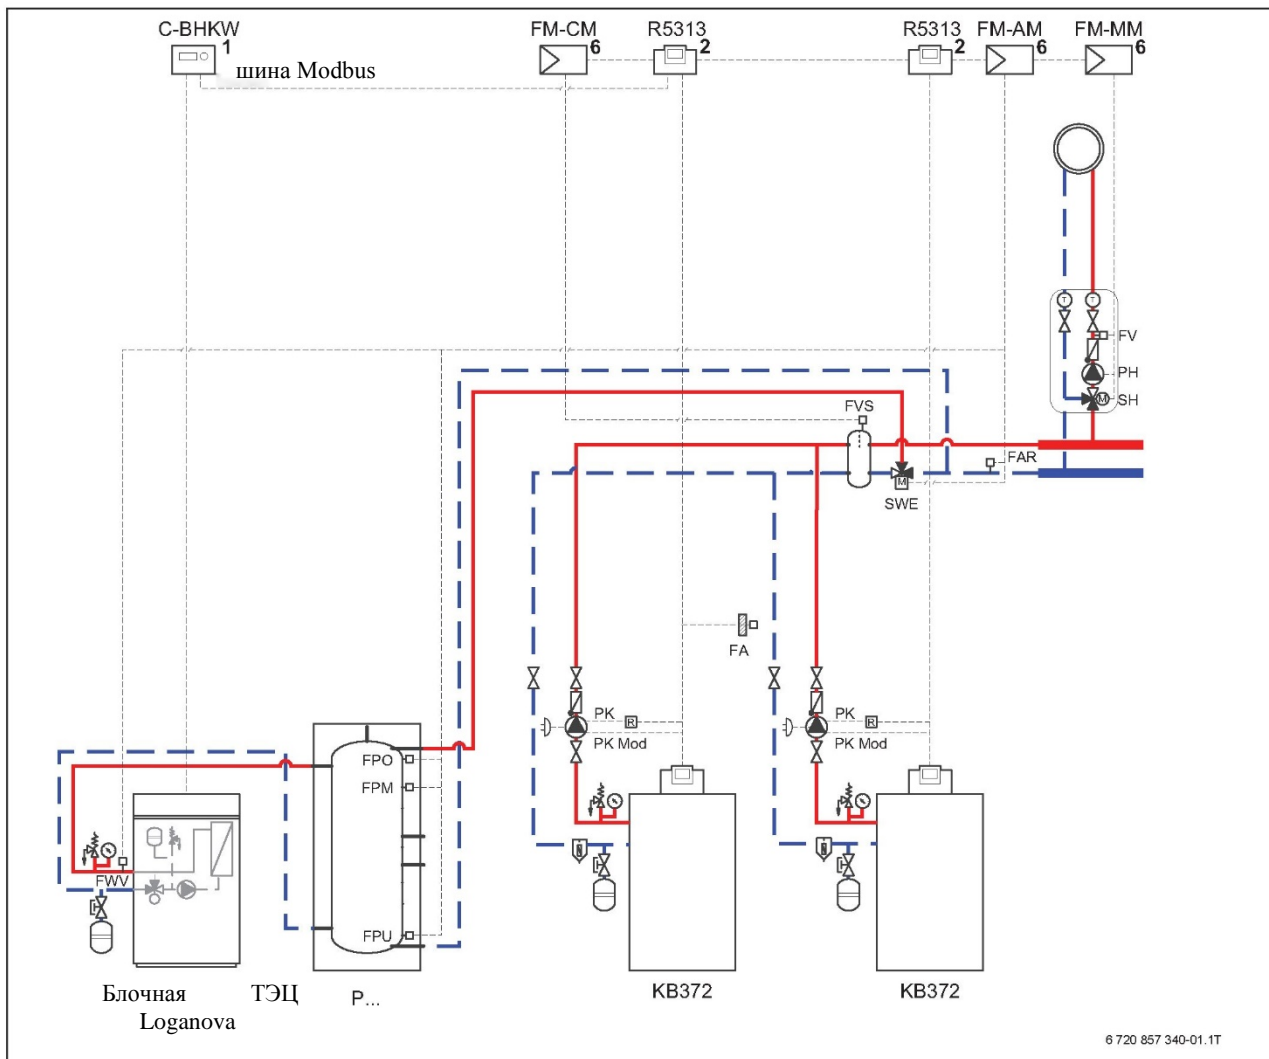 C-BHKW
1
шина Modbus
FM-CM
6
R5313
2
R5313
2
FM-AM
6
FM-MM
6
T
T
FV
PH
M
SH
FVS
FAR
M
SWE
FA
PK
R
PK Mod
PK
R
PK Mod
FPO
FPM
FWV
FPU
Блочная ТЭЦ
Loganova
P...
KB372
KB372
6 720 857 340-01.1T